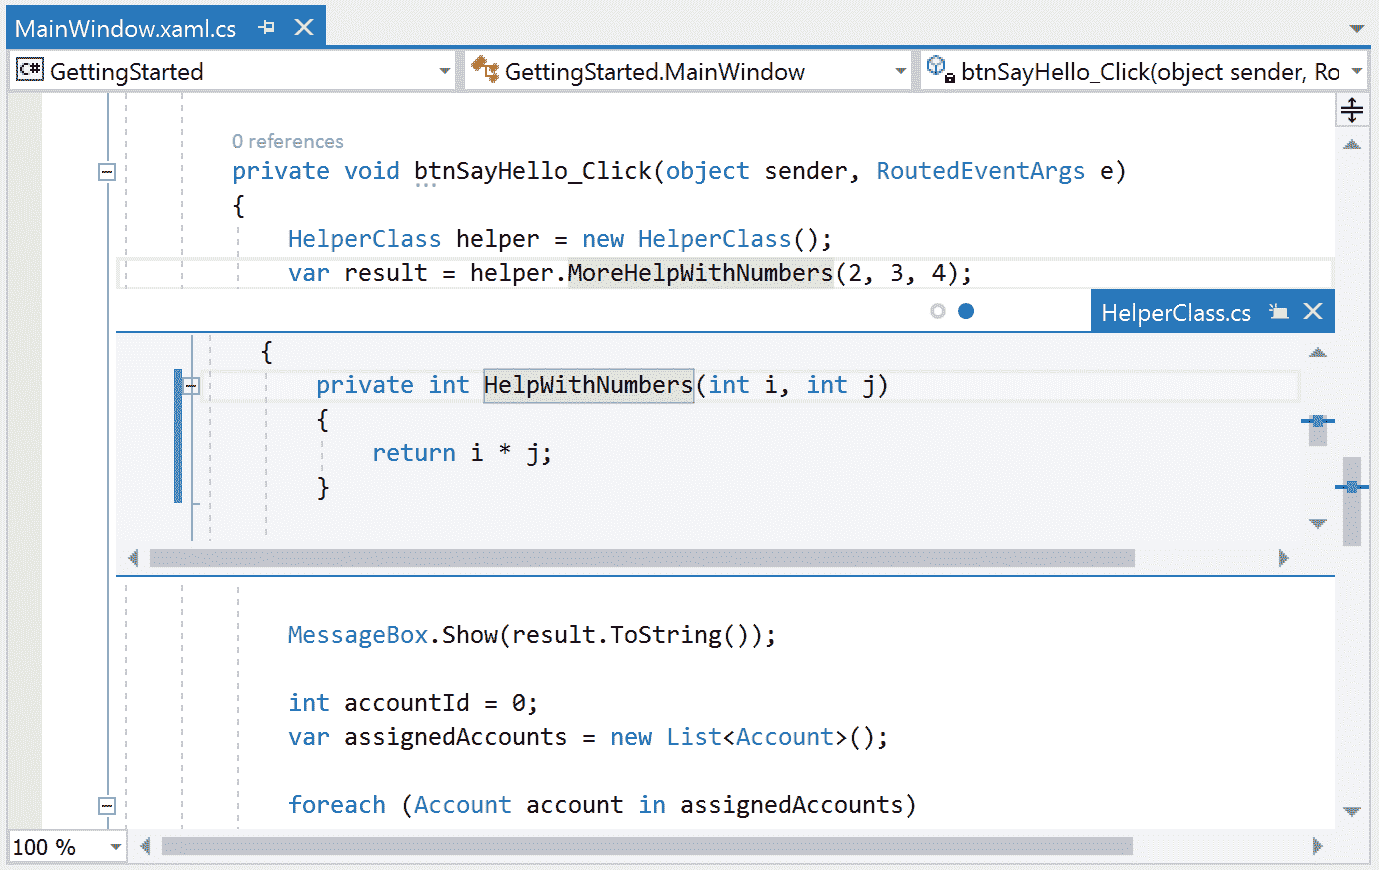 MainWindow.xaml.cs
C# GettingStarted GettingStarted.MainWindow btnSayHello_Click(object sender, Ro
0 references
private void btnSayHello_Click(object sender, RoutedEventArgs e)
{
HelperClass helper = new HelperClass();
var result = helper.MoreHelpWithNumbers(2, 3, 4);
HelperClass.cs
{
private int HelpWithNumbers(int i, int j)
{
return i * j;
}
MessageBox.Show(result.ToString());
int accountId = 0;
var assignedAccounts = new List<Account>();
foreach (Account account in assignedAccounts)
100 %